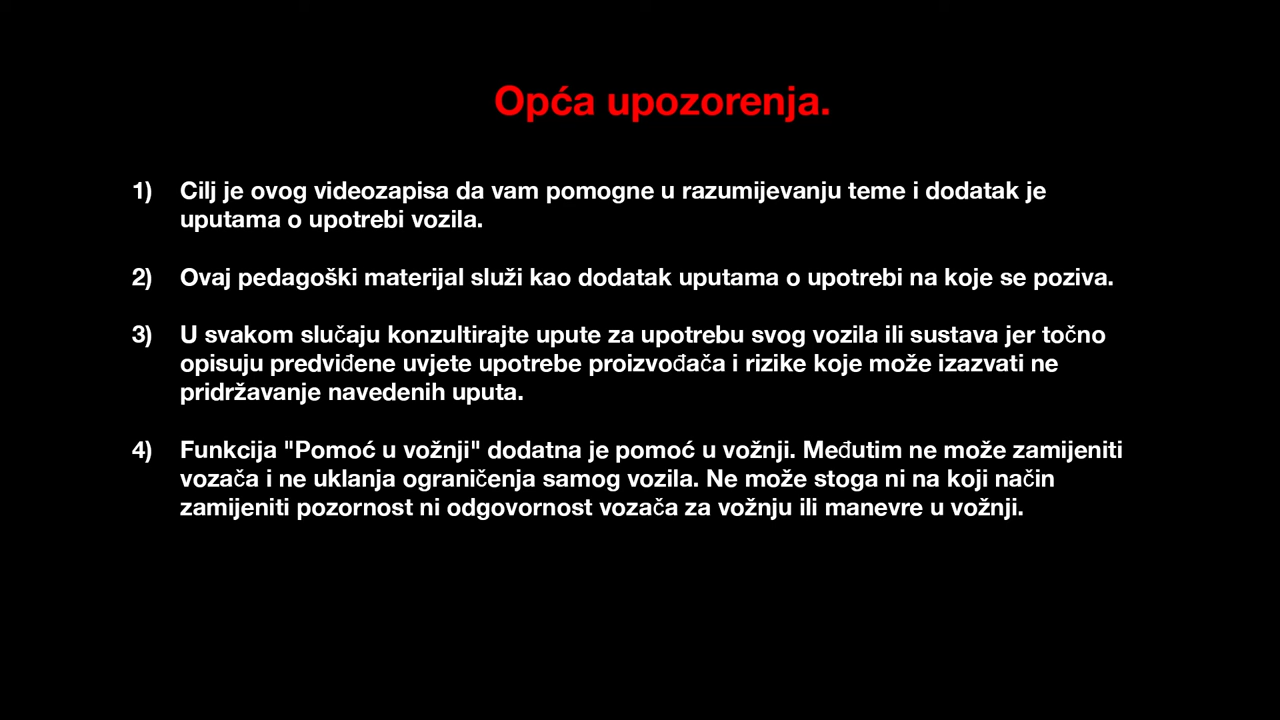 Opća upozorenja.
1) Cilj je ovog videozapisa da vam pomogne u razumijevanju teme i dodatak je
uputama o upotrebi vozila.
2) Ovaj pedagoški materijal služi kao dodatak uputama o upotrebi na koje se poziva.
3) U svakom slučaju konzultirajte upute za upotrebu svog vozila ili sustava jer točno
opisuju predviđene uvjete upotrebe proizvođača i rizike koje može izazvati ne
pridržavanje navedenih uputa.
4) Funkcija "Pomoć u vožnji" dodatna je pomoć u vožnji. Međutim ne može zamijeniti
vozača i ne uklanja ograničenja samog vozila. Ne može stoga ni na koji način
zamijeniti pozornost ni odgovornost vozača za vožnju ili manevre u vožnji.